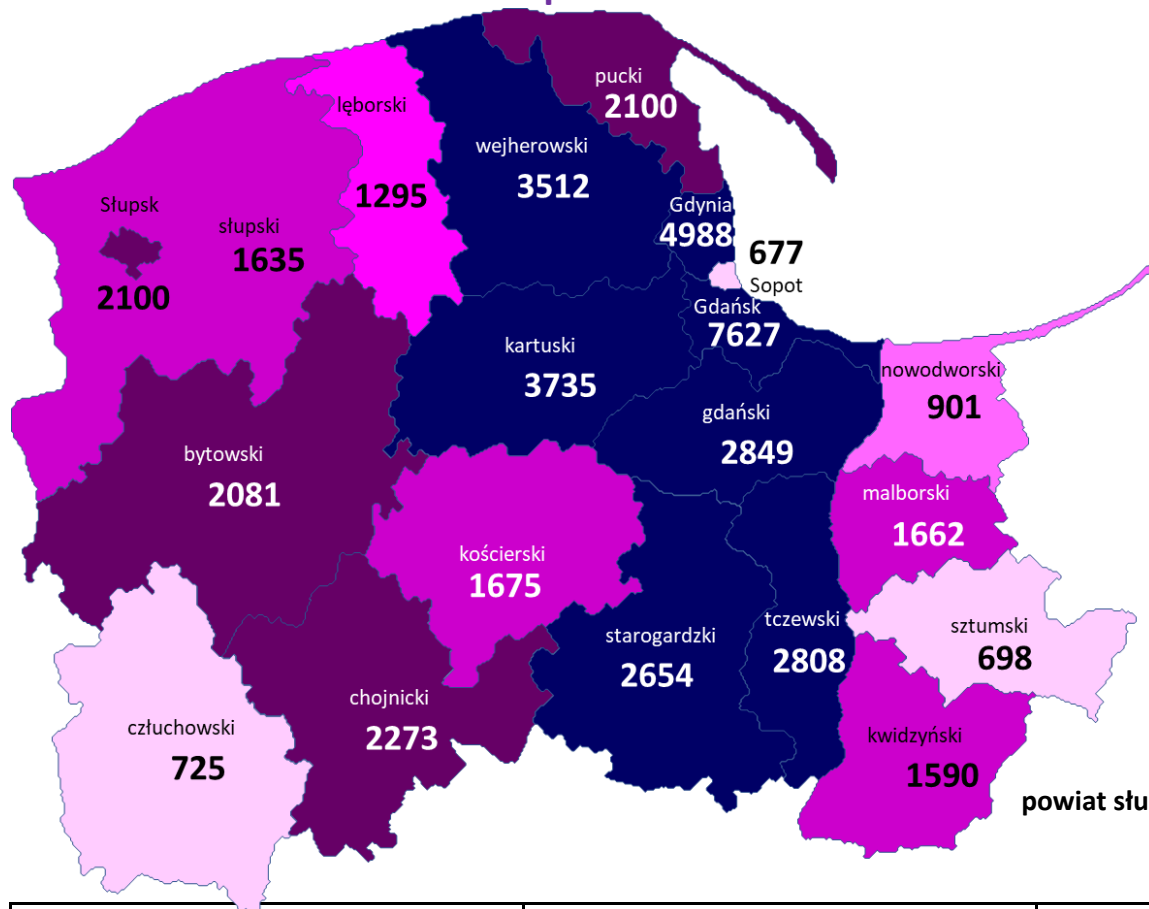 pucki
2100
lęborski
1295
wejherowski
3512
Słupsk
2100
słupski
1635
Gdynia
4988
677
Sopot
Gdańsk
7627
kartuski
3735
nowodworski
901
gdański
2849
bytowski
2081
malborski
1662
kościerski
1675
starogardzki
2654
tczewski
2808
sztumski
698
chojnicki
2273
człuchowski
725
kwidzyński
1590
powiat słu